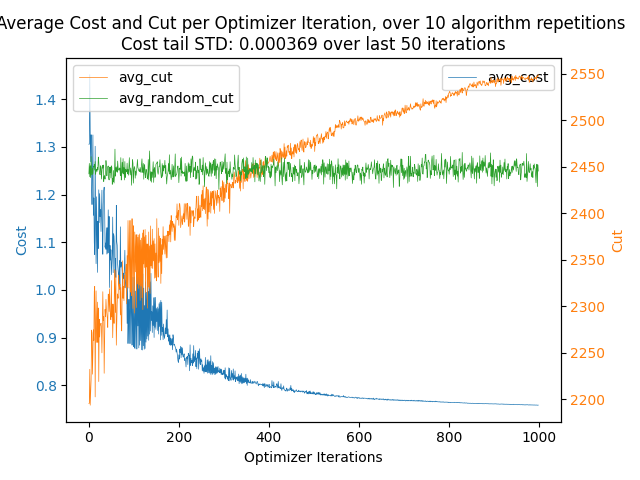 Average Cost and Cut per Optimizer Iteration, over 10 algorithm repetitions
Cost tail STD: 0.000369 over last 50 iterations
avg_cut
avg_random_cut
avg_cost
1.4
1.3
1.2
1.1
1.0
0.9
0.8
Cost
2550
2500
2450
2400
2350
2300
2250
2200
Cut
0 200 400 600 800 1000
Optimizer Iterations